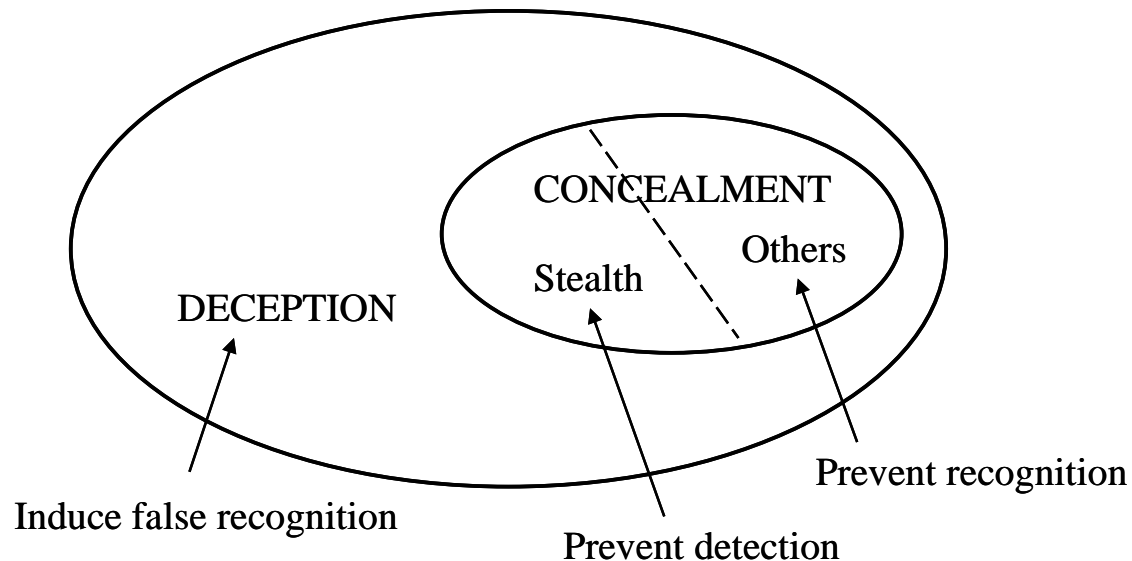 CONCEALMENT
Others
Stealth
DECEPTION
Prevent recognition
Induce false recognition
Prevent detection